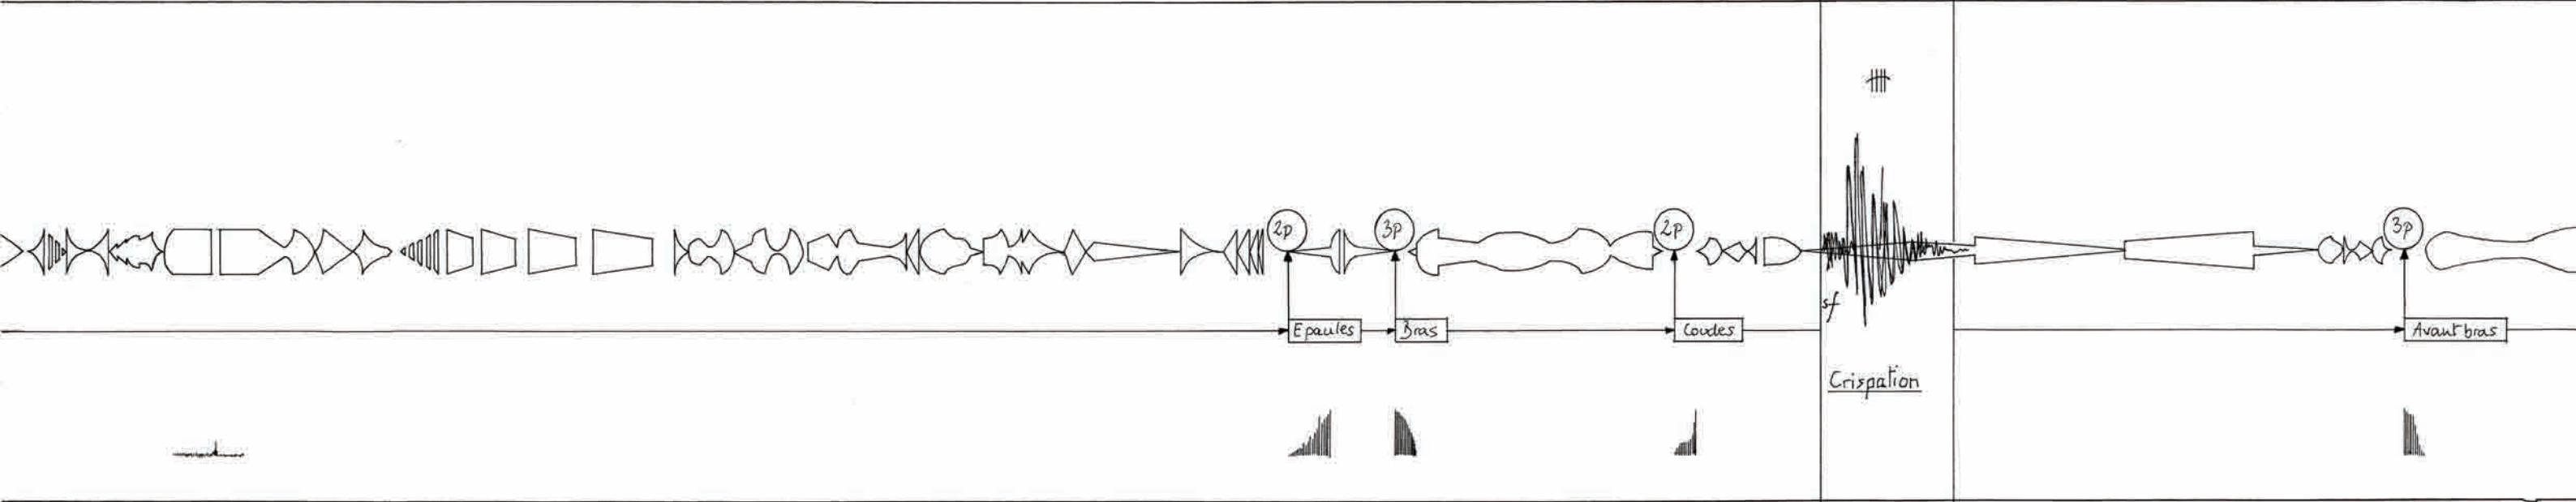 2p
3p
2p
3p
sf
Epaules
Bras
Coudes
Avant bras
Crispation